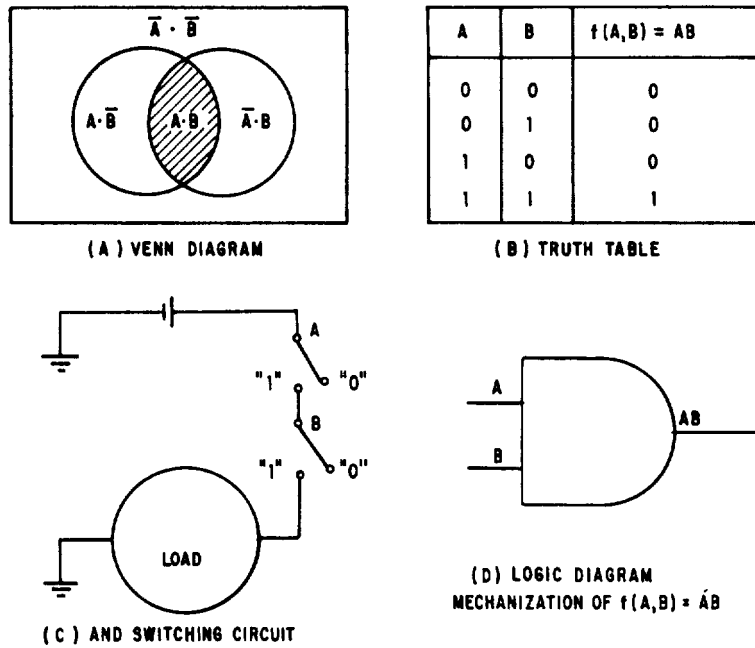 A̅ · B̅
A·B̅
A·B
A̅·B
(A) VENN DIAGRAM
A B f(A,B) = AB
0 0 0
0 1 0
1 0 0
1 1 1
(B) TRUTH TABLE
A
"1" "0"
B
"1" "0"
LOAD
(C) AND SWITCHING CIRCUIT
A
B
AB
(D) LOGIC DIAGRAM
MECHANIZATION OF f(A,B) = AB